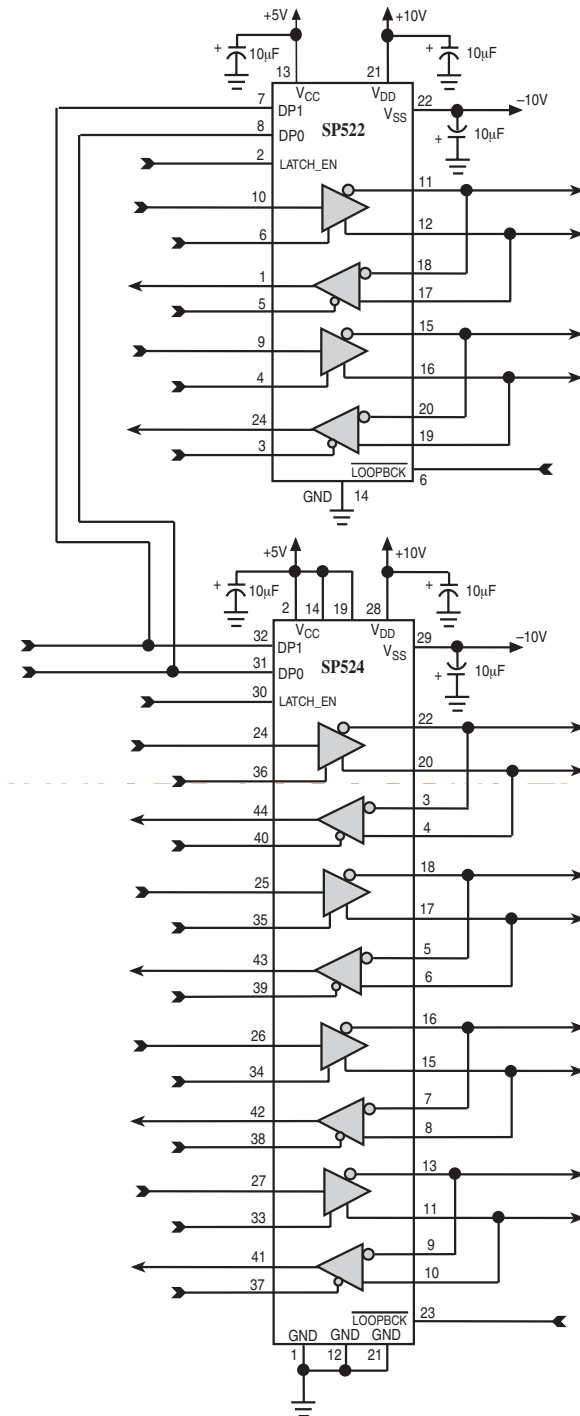 +5V +10V
+ 10µF + 10µF
13 21
7 VCC VDD 22 –10V
DP1 VSS
8 DP0 SP522 10µF
2 +
LATCH_EN
10 11
6 12
1 18
5 17
9 15
4 16
24 20
3 19
LOOPBCK 6
GND 14
+5V +10V
+ 10µF + 10µF
2 14 19 28
32 VCC VDD 29 –10V
DP1 VSS
31 DP0 SP524 10µF
30 +
LATCH_EN
24 22
36 20
44 3
40 4
25 18
35 17
43 5
39 6
26 16
34 15
42 7
38 8
27 13
33 11
41 9
37 10
LOOPBCK 23
GND GND GND
1 12 21